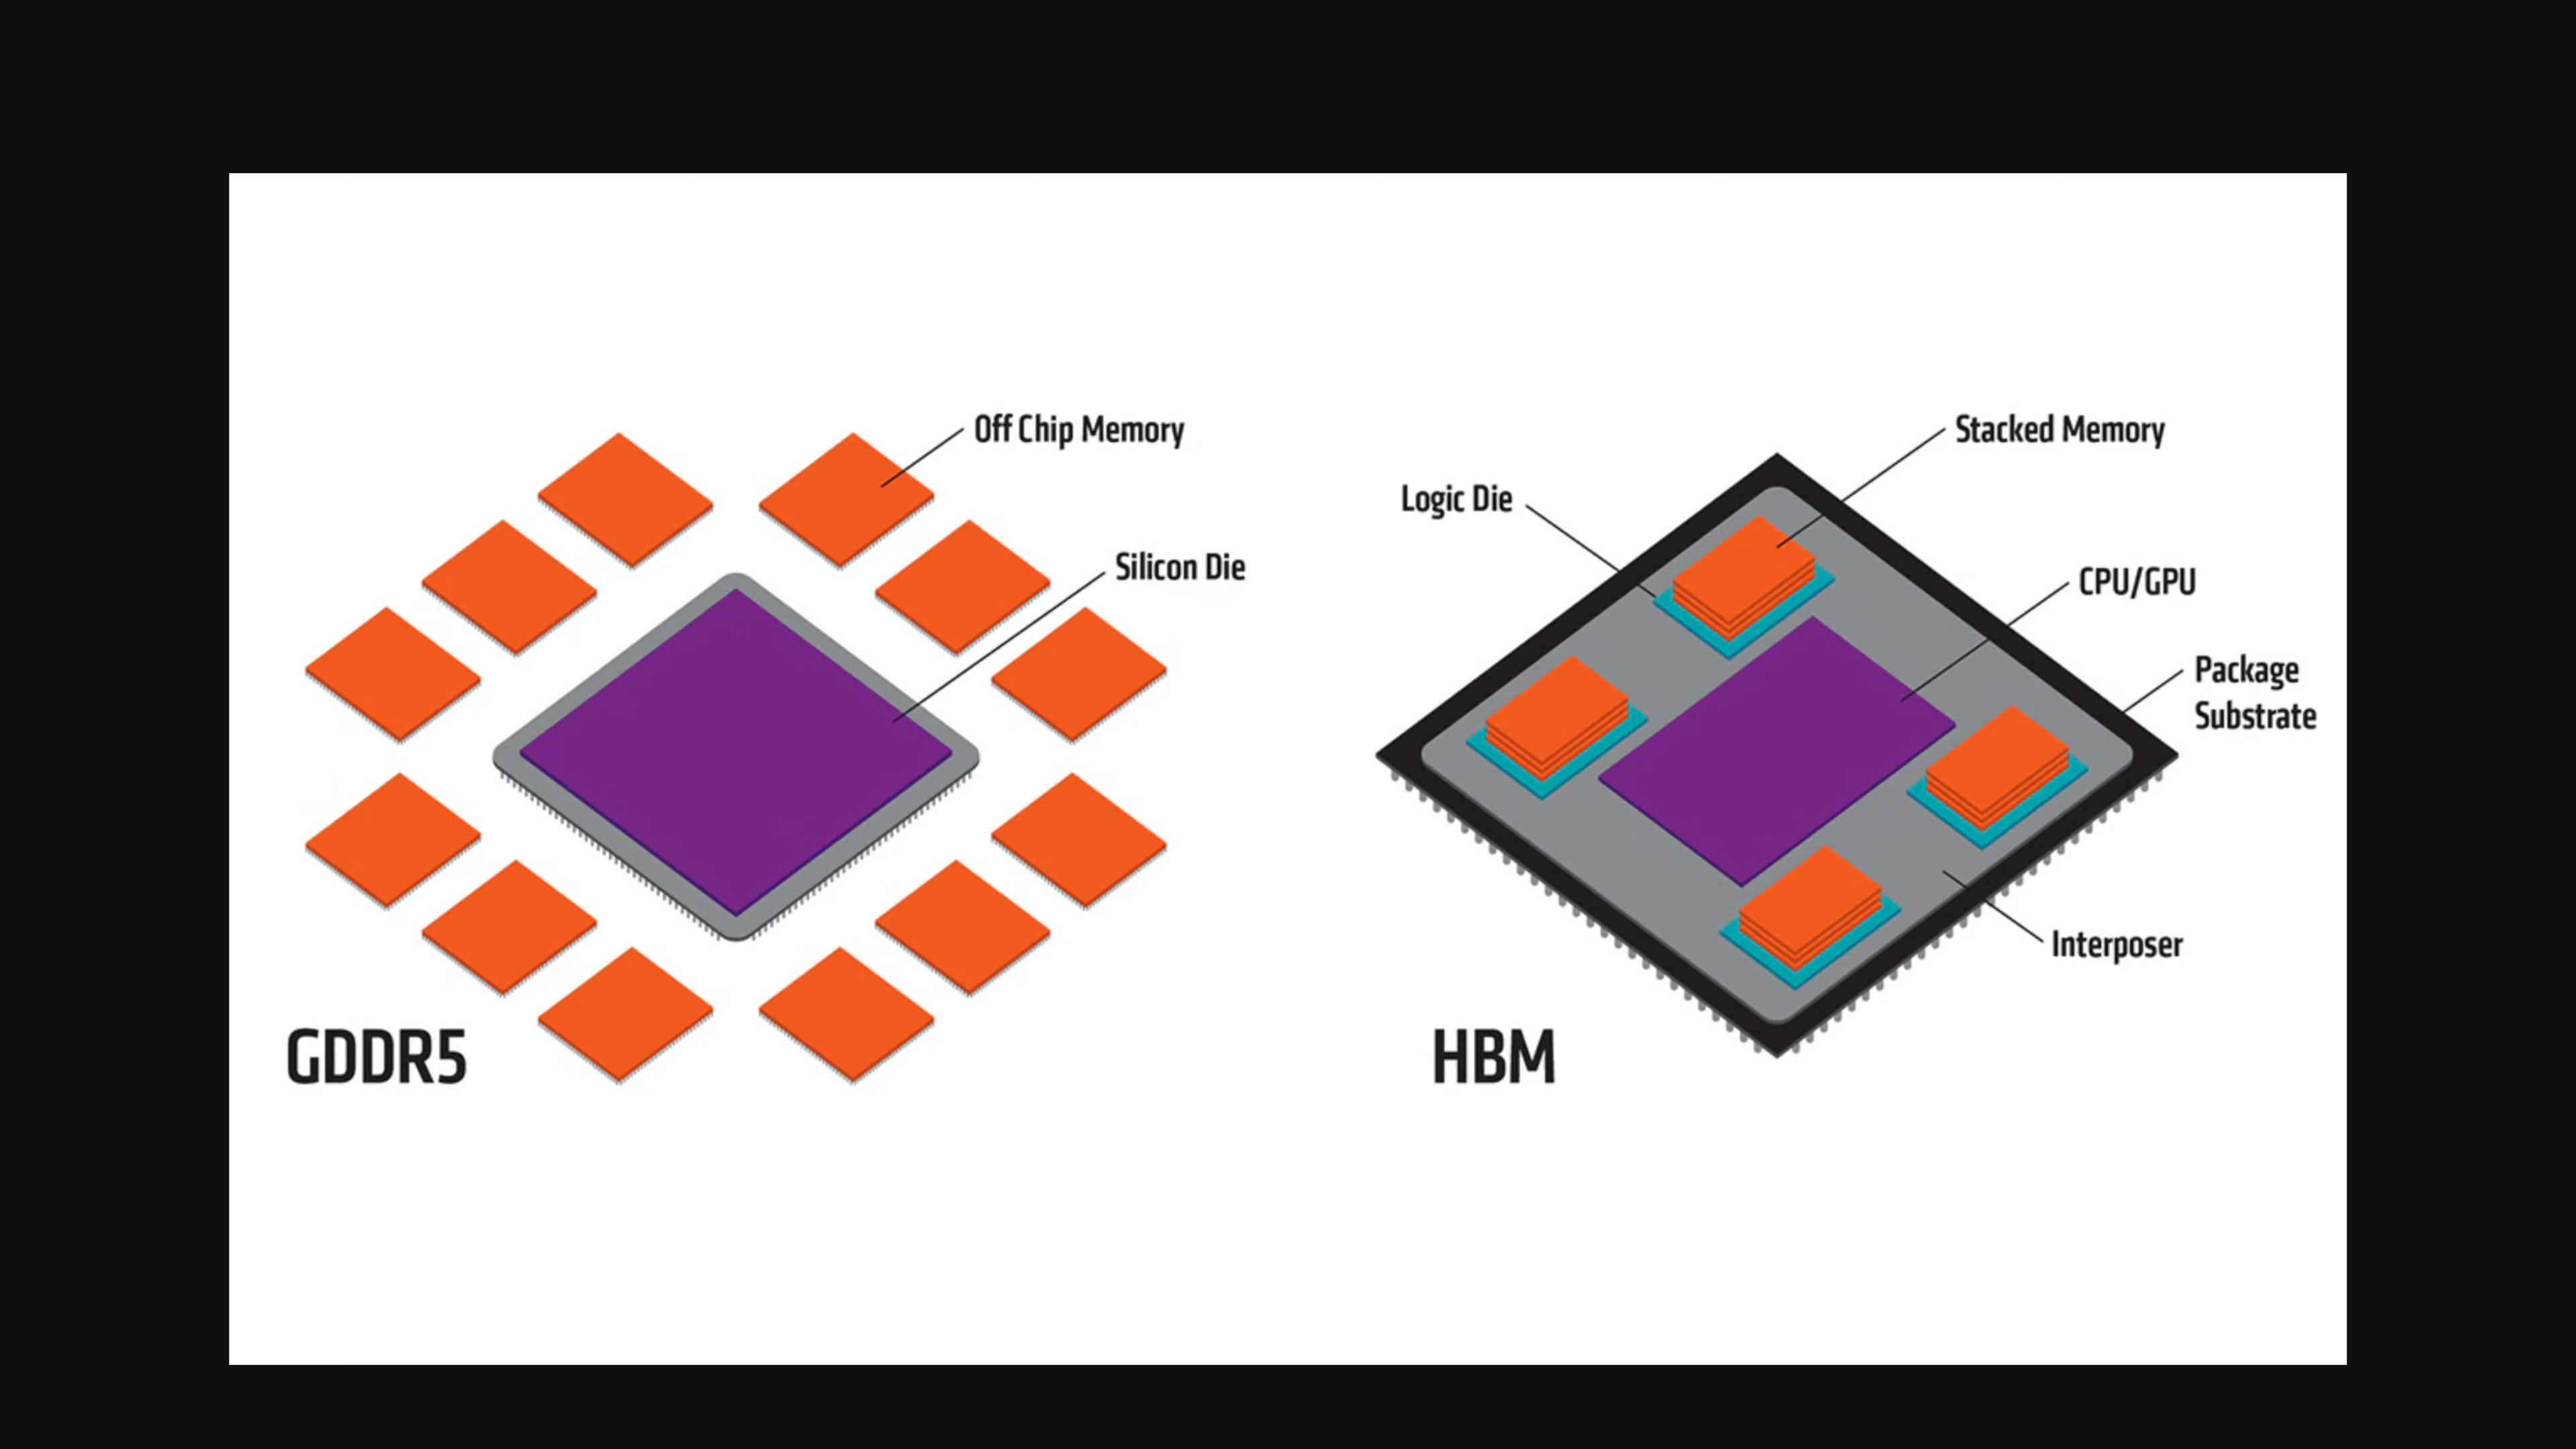 Off Chip Memory
Silicon Die
GDDR5
Stacked Memory
Logic Die
CPU/GPU
Package
Substrate
Interposer
HBM